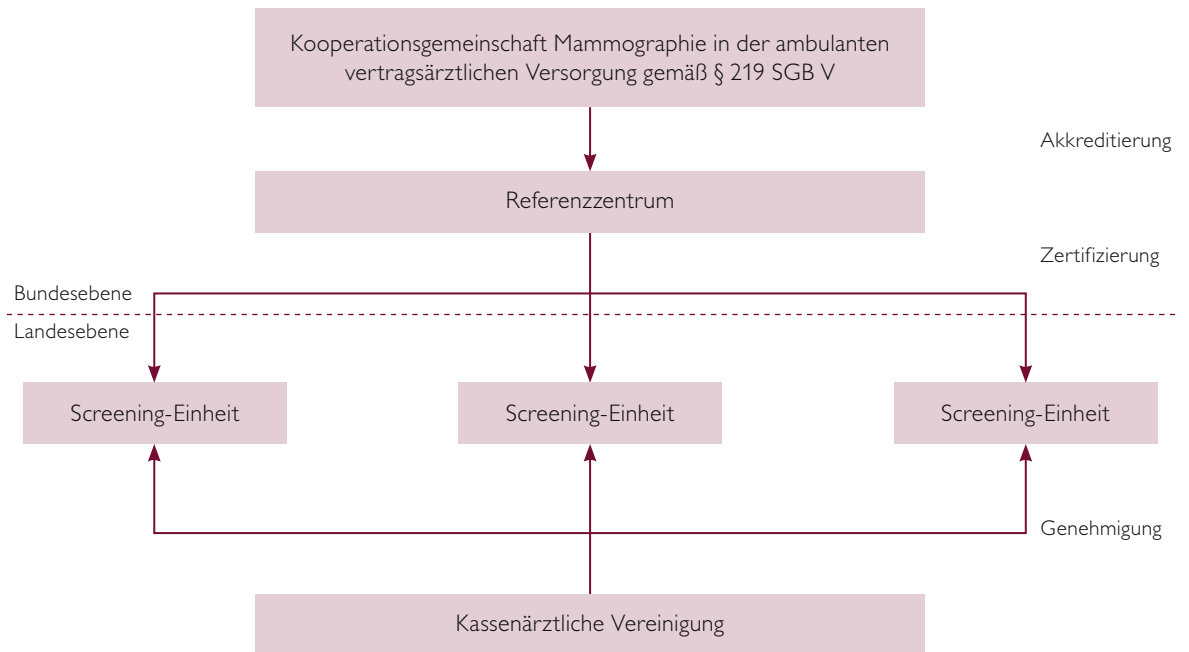 Kooperationsgemeinschaft Mammographie in der ambulanten
vertragsärztlichen Versorgung gemäß § 219 SGB V
Akkreditierung
Referenzzentrum
Zertifizierung
Bundesebene
Landesebene
Screening-Einheit
Screening-Einheit
Screening-Einheit
Genehmigung
Kassenärztliche Vereinigung